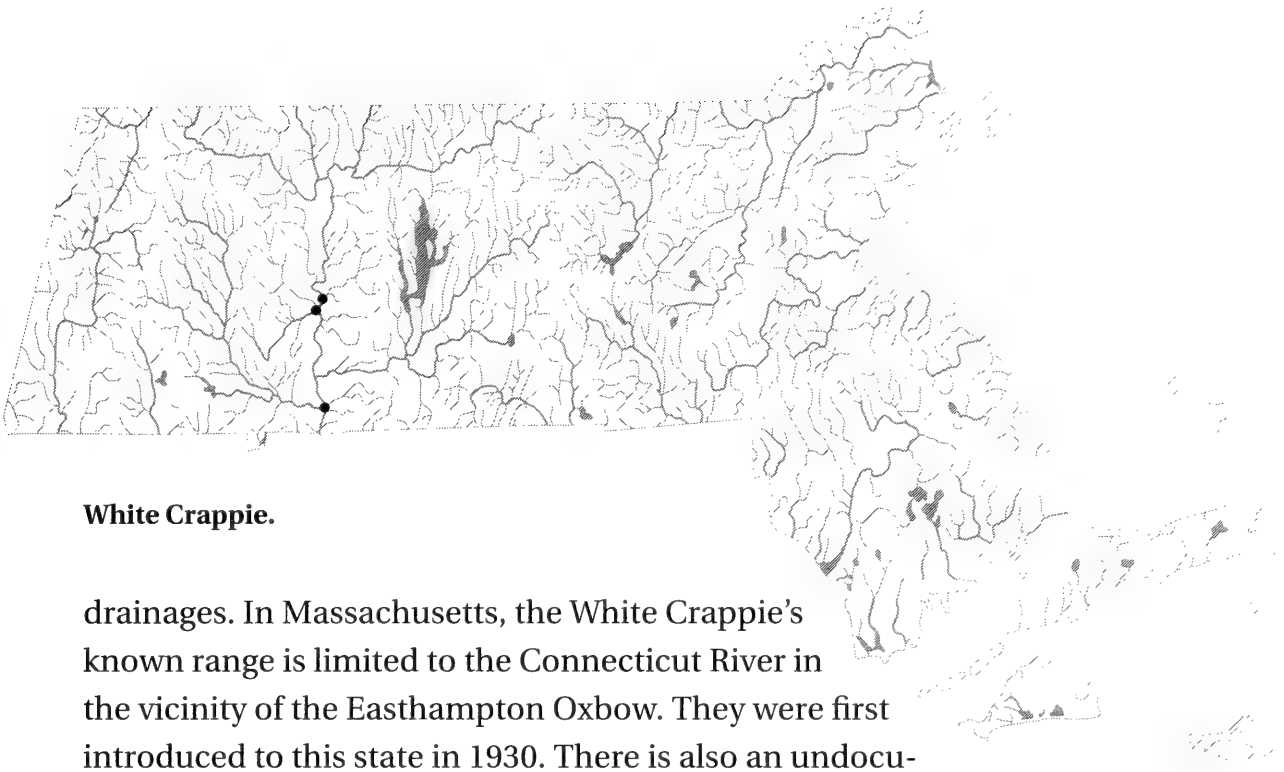 White Crappie.
drainages. In Massachusetts, the White Crappie's
known range is limited to the Connecticut River in
the vicinity of the Easthampton Oxbow. They were first
introduced to this state in 1930. There is also an undocu-